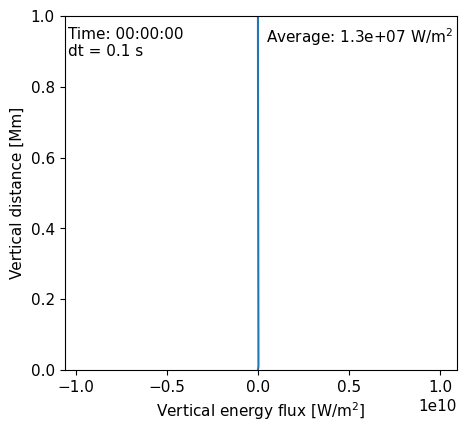 Time: 00:00:00
dt = 0.1 s
Average: 1.3e+07 W/m²
1.0
0.8
0.6
0.4
0.2
0.0
Vertical distance [Mm]
−1.0 −0.5 0.0 0.5 1.0
1e10
Vertical energy flux [W/m²]